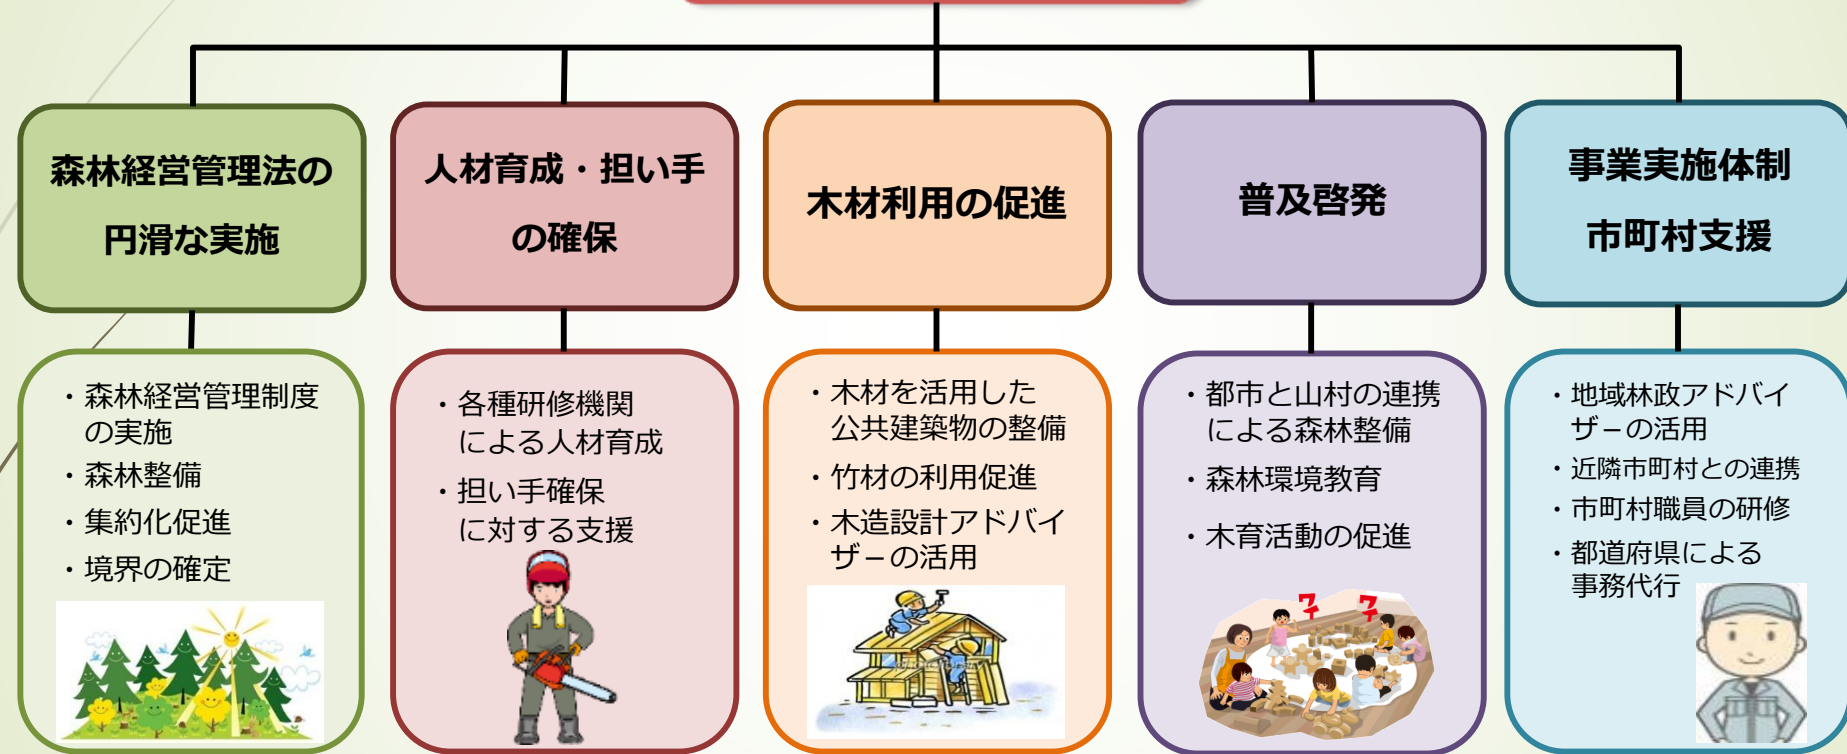 森林経営管理法の
円滑な実施
・森林経営管理制度
の実施
・森林整備
・集約化促進
・境界の確定
人材育成・担い手
の確保
・各種研修機関
による人材育成
・担い手確保
に対する支援
木材利用の促進
・木材を活用した
公共建築物の整備
・竹材の利用促進
・木造設計アドバイ
ザーの活用
普及啓発
・都市と山村の連携
による森林整備
・森林環境教育
・木育活動の促進
ワイ
ワイ
事業実施体制
市町村支援
・地域林政アドバイ
ザーの活用
・近隣市町村との連携
・市町村職員の研修
・都道府県による
事務代行